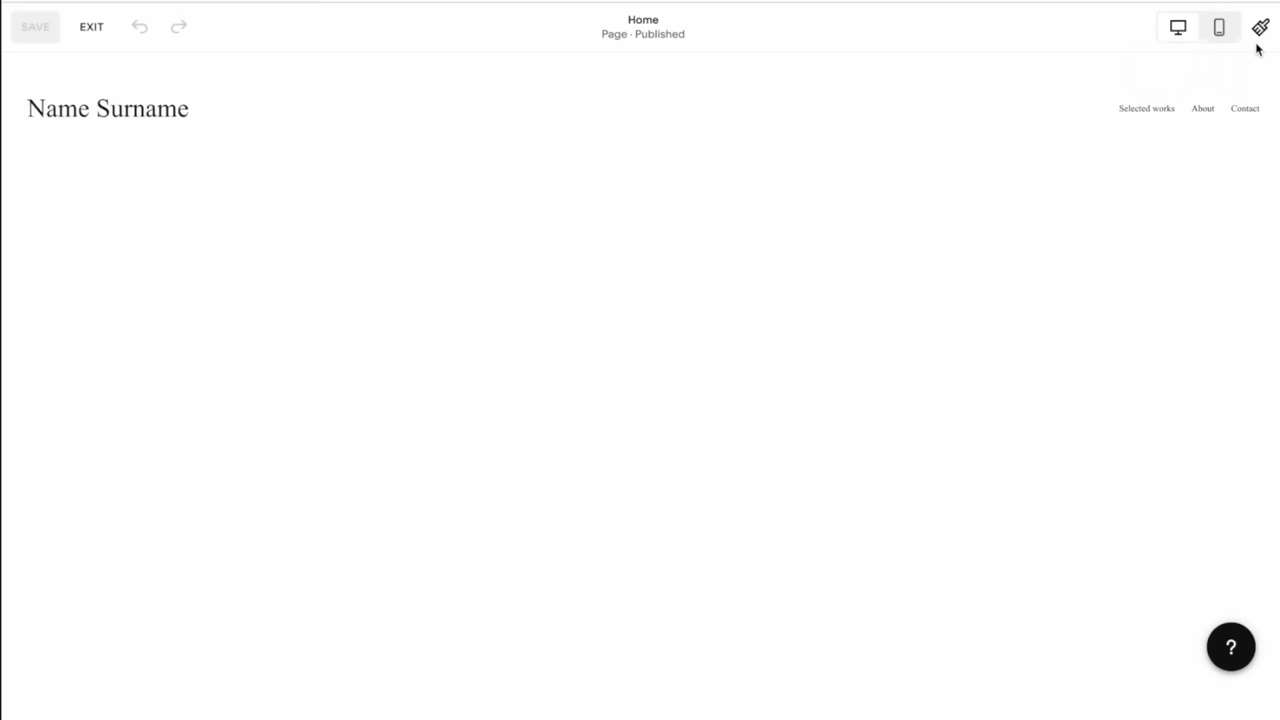 SAVE EXIT
Home
Page · Published
Name Surname
Selected works About Contact
?